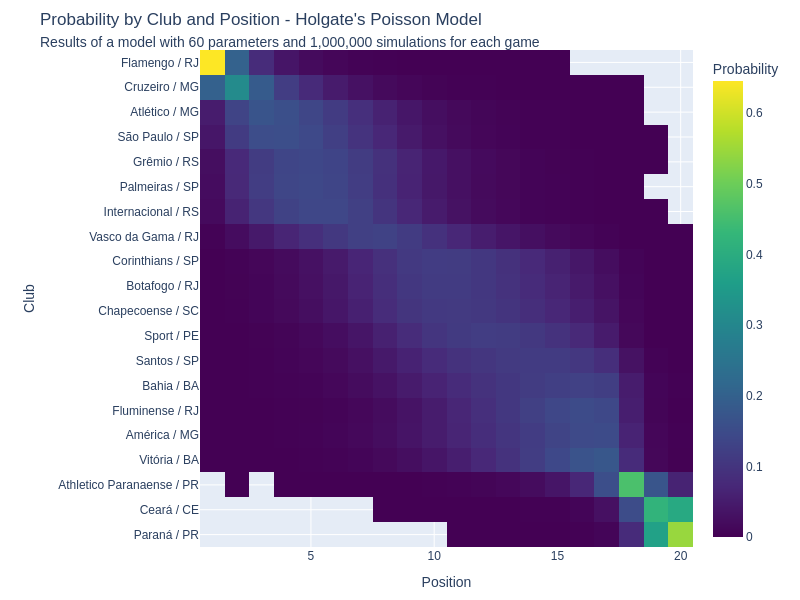 Probability by Club and Position - Holgate's Poisson Model
Results of a model with 60 parameters and 1,000,000 simulations for each game
Probability
Flamengo / RJ
Cruzeiro / MG
Atlético / MG
São Paulo / SP
Grêmio / RS
Palmeiras / SP
Internacional / RS
Vasco da Gama / RJ
Corinthians / SP
Botafogo / RJ
Chapecoense / SC
Sport / PE
Santos / SP
Bahia / BA
Fluminense / RJ
América / MG
Vitória / BA
Athletico Paranaense / PR
Ceará / CE
Paraná / PR
Club
5
10
15
20
Position
0.6
0.5
0.4
0.3
0.2
0.1
0